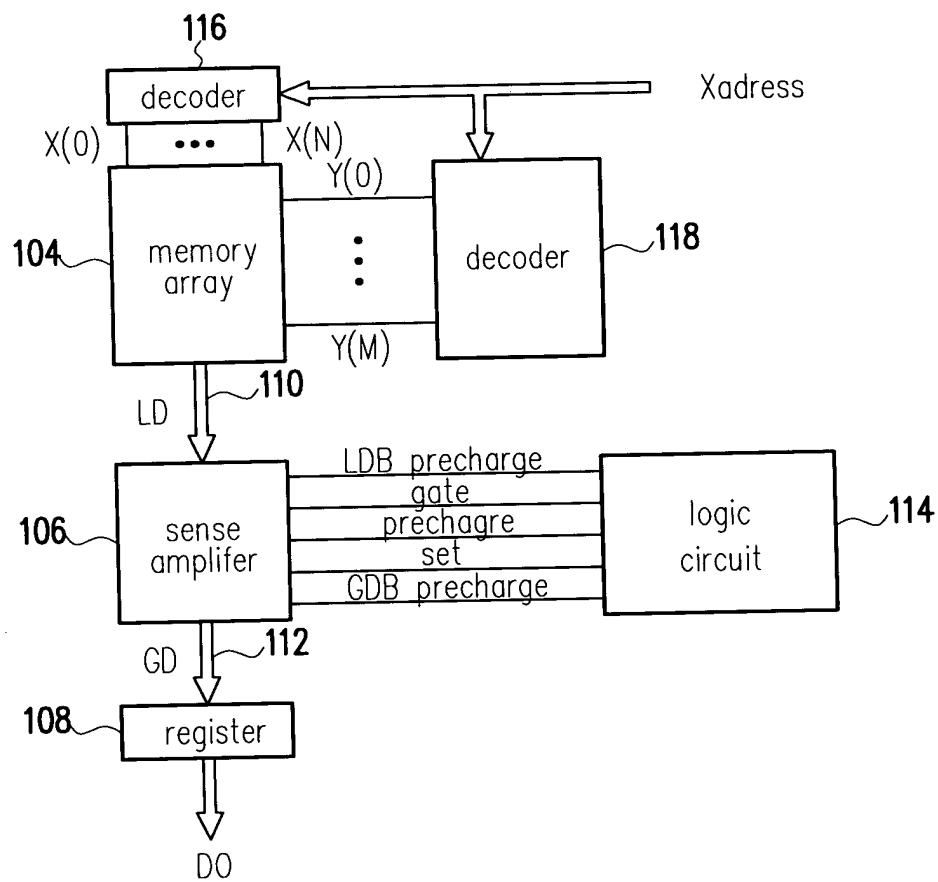 116
decoder
Xadress
X(0)
X(N)
Y(0)
104
memory
array
decoder
118
Y(M)
110
LD
LDB precharge
gate
prechagre
set
GDB precharge
106
sense
amplifer
logic
circuit
114
112
GD
108
register
DO